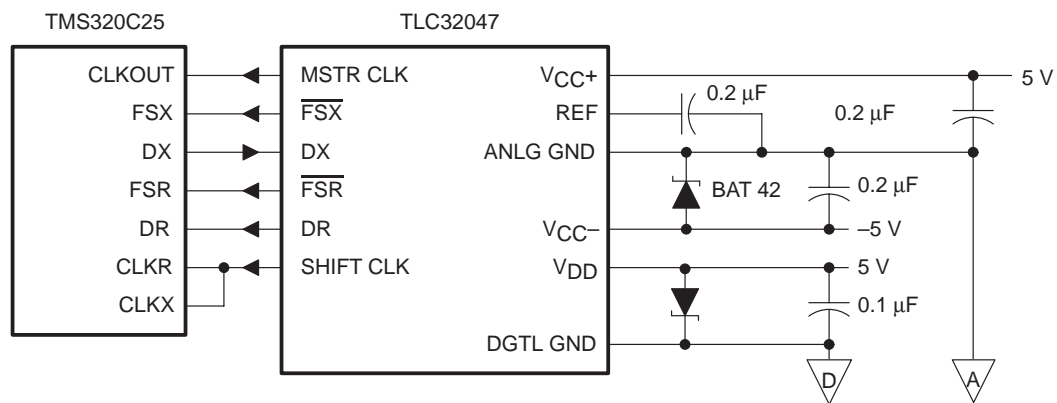 TMS320C25
TLC32047
CLKOUT
FSX
DX
FSR
DR
CLKR
CLKX
MSTR CLK
FSX
DX
FSR
DR
SHIFT CLK
VCC+
REF
ANLG GND
VCC–
VDD
DGTL GND
5 V
0.2 μF
0.2 μF
BAT 42
0.2 μF
–5 V
5 V
0.1 μF
D
A